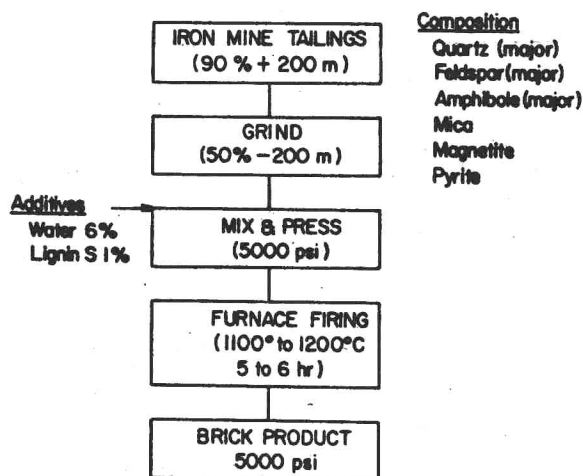 IRON MINE TAILINGS
(90 % + 200 m)
Composition
Quartz (major)
Feldspar (major)
Amphibole (major)
Mica
Magnetite
Pyrite
GRIND
(50% - 200 m)
Additives
Water 6%
Lignin S 1%
MIX & PRESS
(5000 psi)
FURNACE FIRING
(1100° to 1200°C
5 to 6 hr)
BRICK PRODUCT
5000 psi